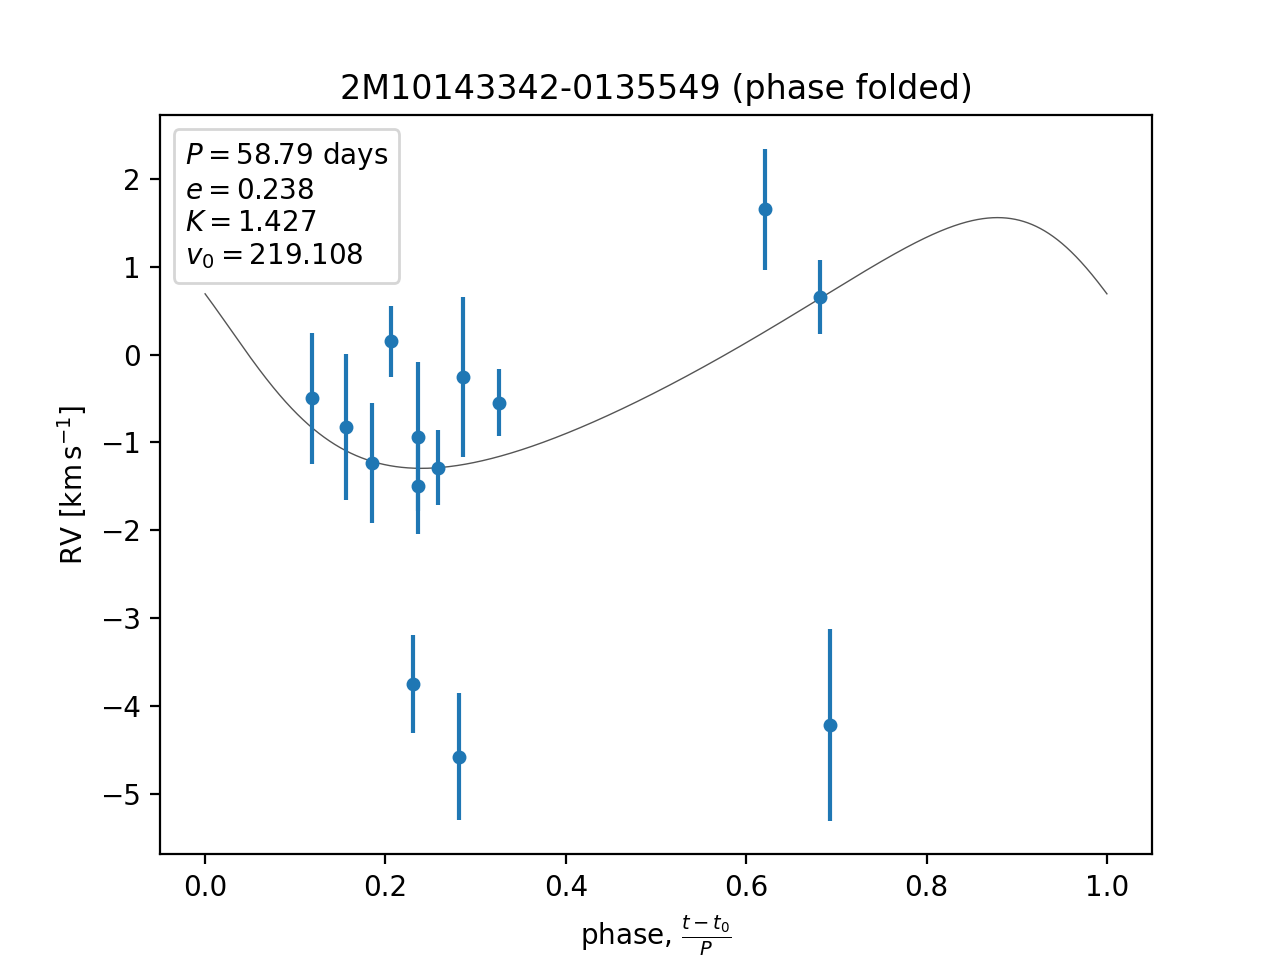 2M10143342-0135549 (phase folded)
P = 58.79 days
e = 0.238
K = 1.427
v₀ = 219.108
2
1
0
−1
−2
−3
−4
−5
RV [km s⁻¹]
0.0 0.2 0.4 0.6 0.8 1.0
phase, (t − t₀)/P